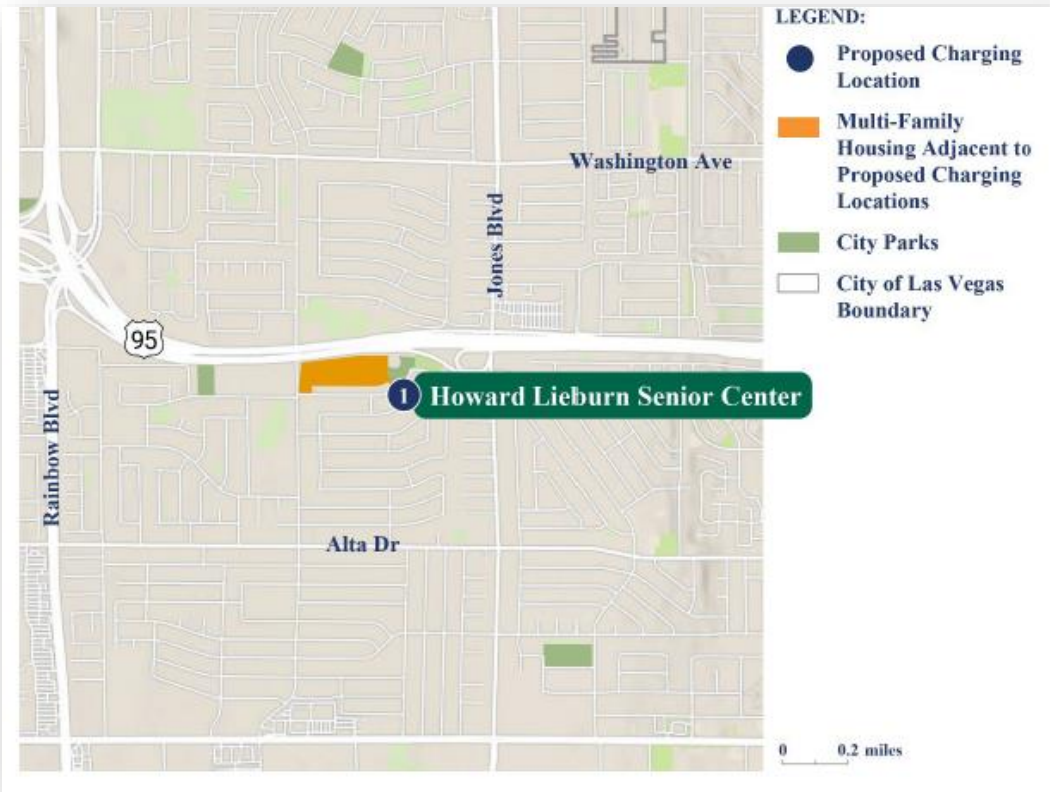 LEGEND:
Proposed Charging
Location
Multi-Family
Housing Adjacent to
Proposed Charging
Locations
City Parks
City of Las Vegas
Boundary
Washington Ave
Jones Blvd
95
1 Howard Lieburn Senior Center
Rainbow Blvd
Alta Dr
0 0.2 miles